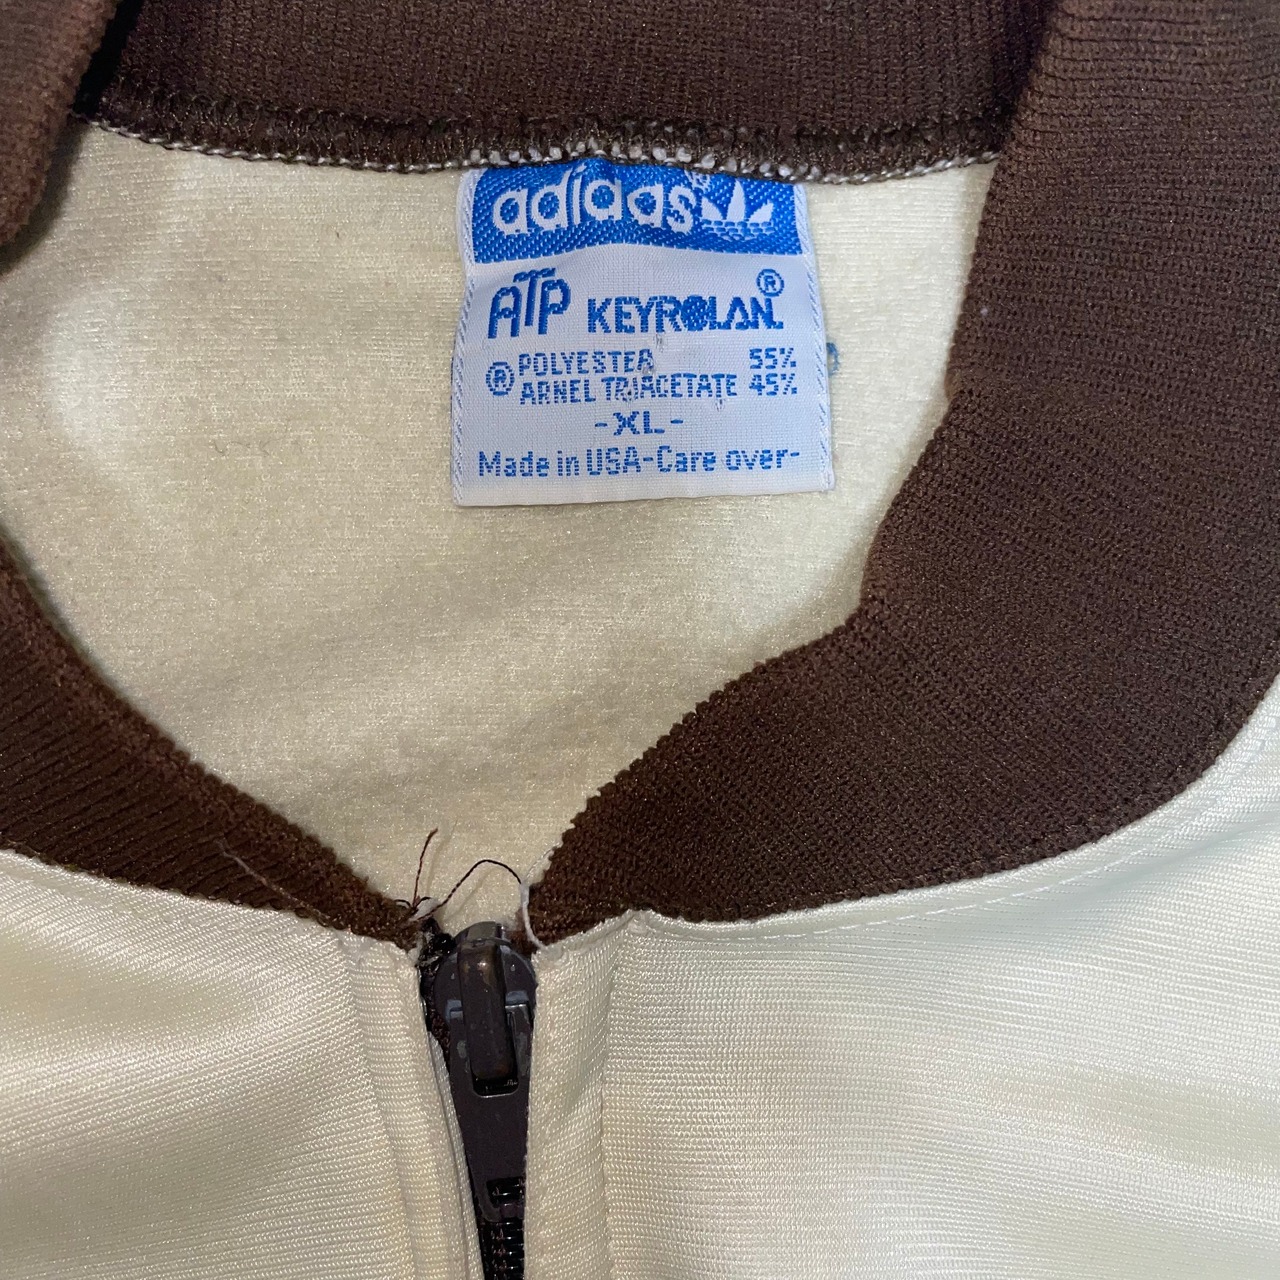 adidas®
ATP KEYROLAN®
® POLYESTER 55%
ARNEL TRIACETATE 45%
-XL-
Made in USA-Care over-